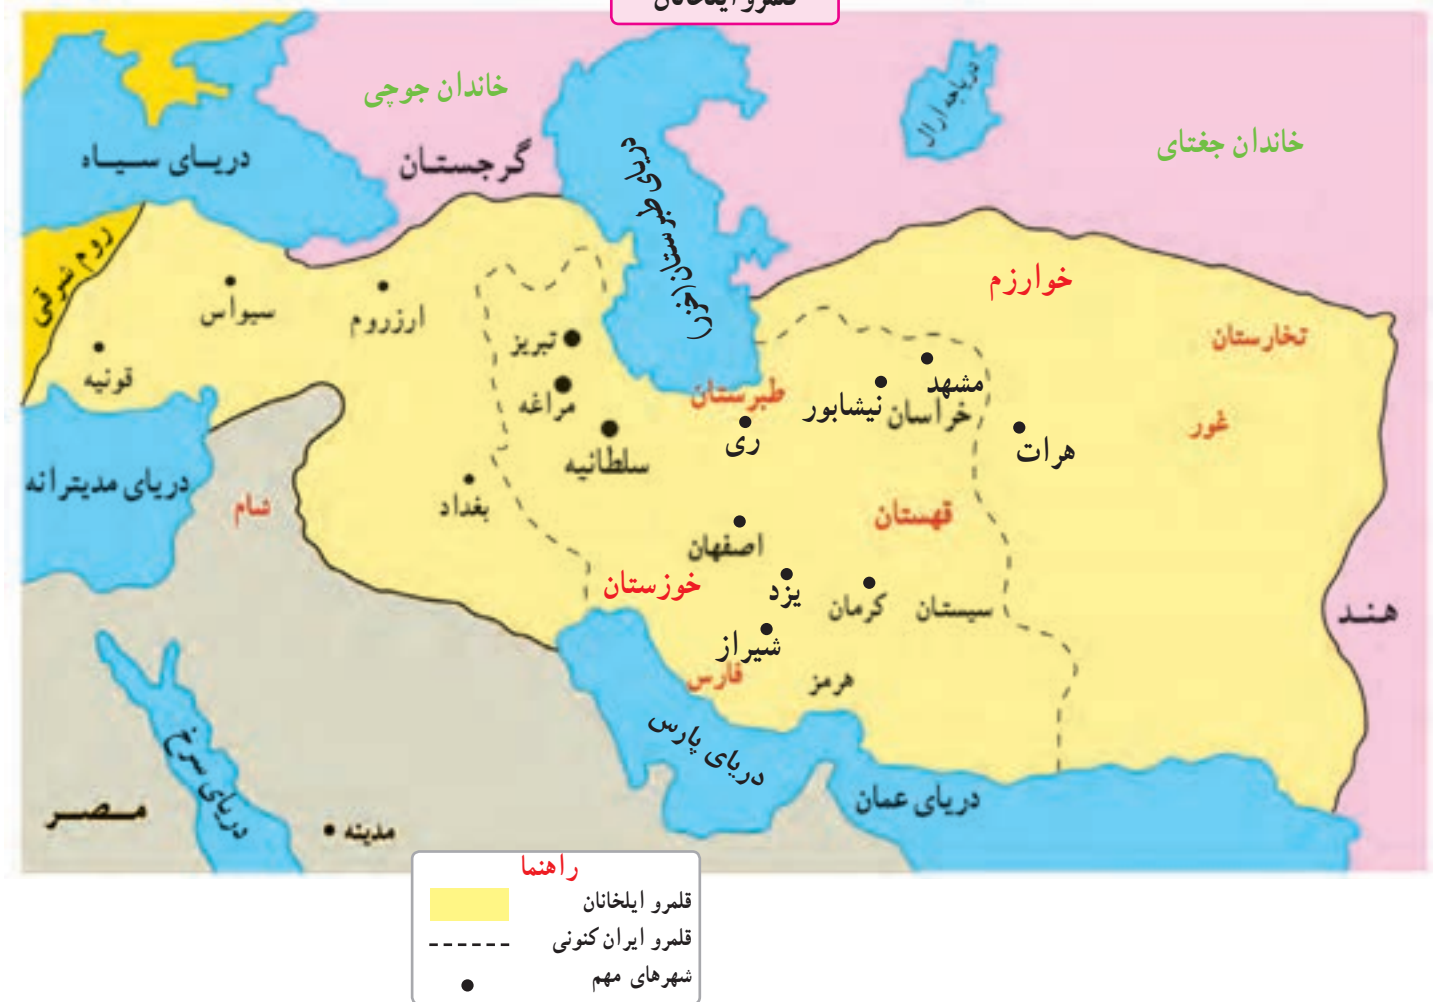 قلمرو ایلخانان
خاندان جوچی
دریاچه آرال
خاندان جغتای
دریای سیاه
گرجستان
دریای طبرستان (خزر)
روم شرقی
خوارزم
سیواس
ارزروم
تبریز
تخارستان
قونیه
مراغه
طبرستان
مشهد
نیشابور
خراسان
غور
هرات
ری
سلطانیه
دریای مدیترانه
بغداد
شام
قهستان
اصفهان
خوزستان
یزد
کرمان
سیستان
هند
شیراز
فارس
هرمز
دریای پارس
دریای سرخ
دریای عمان
مصر
مدینه
راهنما
قلمرو ایلخانان
قلمرو ایران کنونی
شهرهای مهم